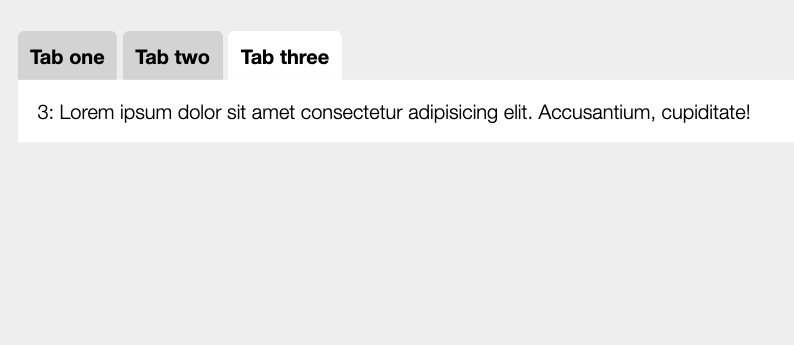 Tab one Tab two Tab three
3: Lorem ipsum dolor sit amet consectetur adipisicing elit. Accusantium, cupiditate!